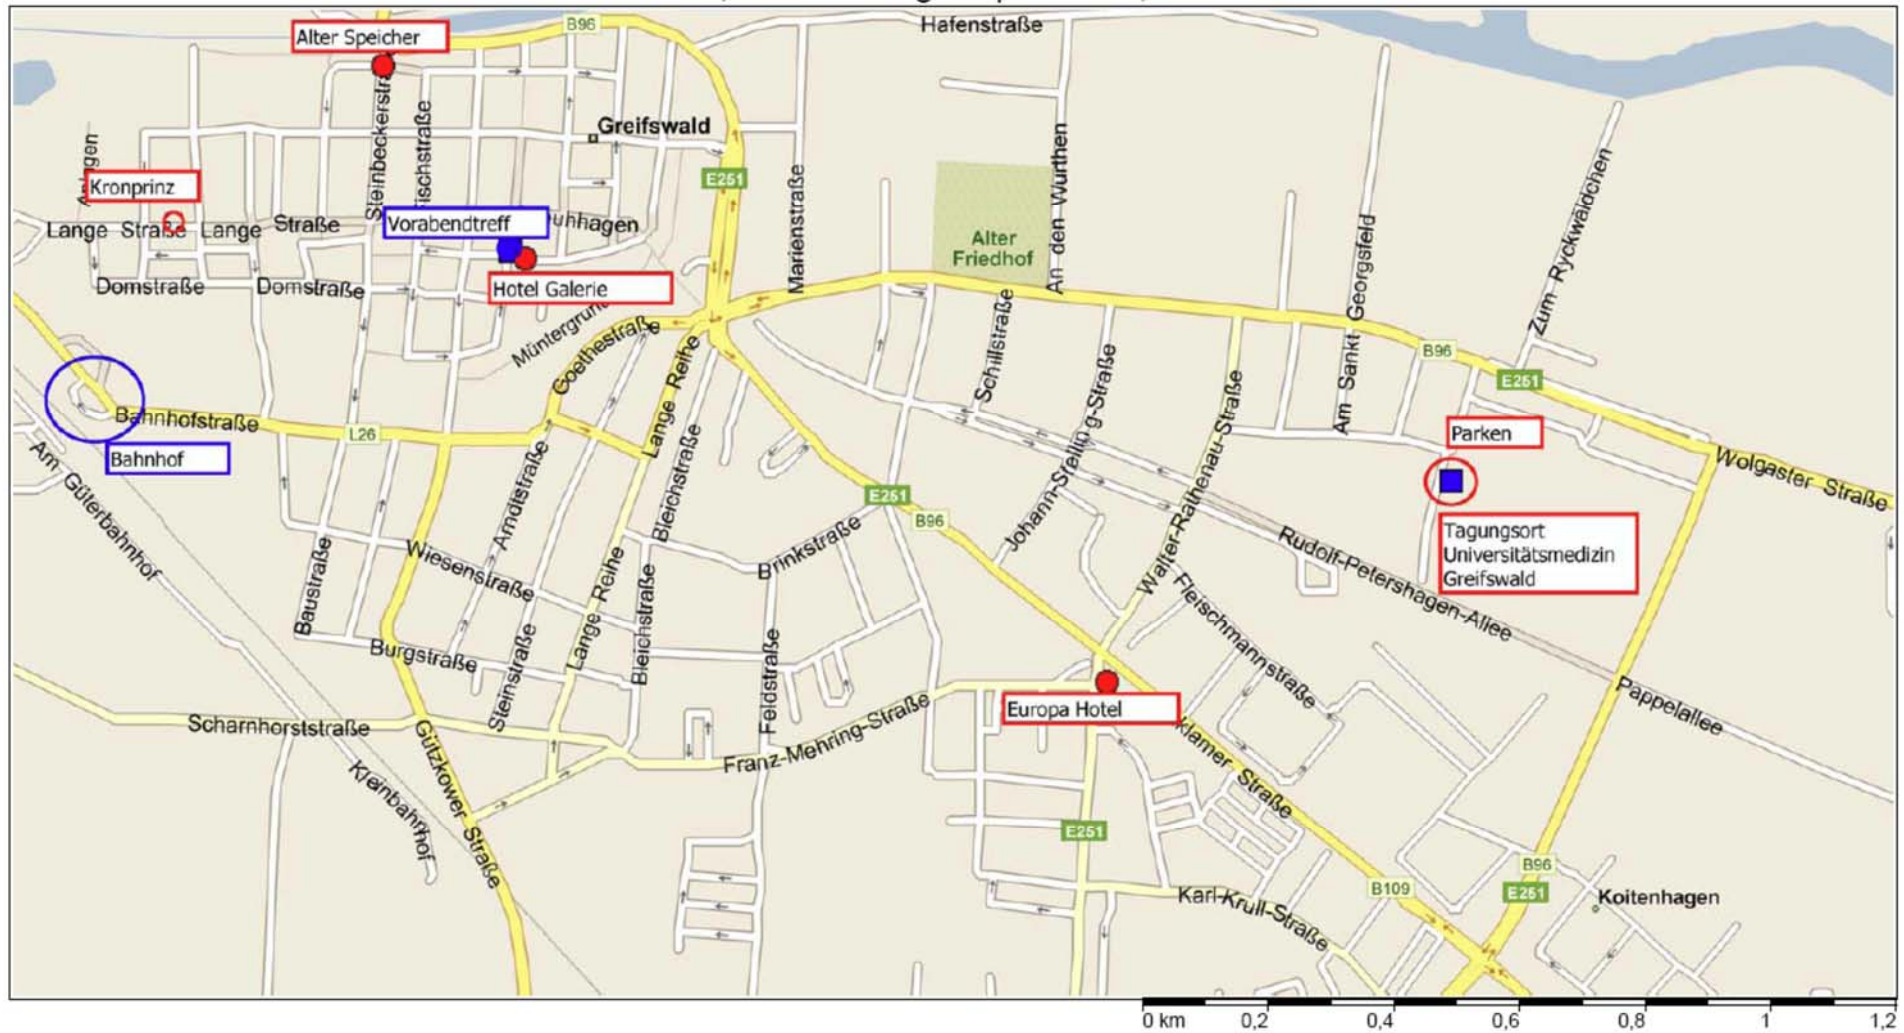 Hafenstraße
B96
Alter Speicher
Greifswald
Steinbeckerstra
ischstraße
E251
Marienstraße
An den Wurthen
Kronprinz
Lange Straße Lange Straße
Vorabendtreff
uhhagen
Alter
Friedhof
Am Sankt Georgsfeld
Zum Ryckwäldchen
Domstraße
Domstraße
Hotel Galerie
Müntergrund
Goethestraße
Lange Reihe
Schillstraße
B96
E251
Bahnhofstraße
L26
Bahnhof
Am Güterbahnhof
Arndtstraße
Bleichstraße
Johann-Stelling-Straße
Walter-Rathenau-Straße
Parken
Wolgaster Straße
E251
B96
Tagungsort
Universitätsmedizin
Greifswald
Brinkstraße
Rudolf-Petershagen-Allee
Baustraße
Wiesenstraße
Lange Reihe
Bleichstraße
Fleischmannstraße
Burgstraße
Steinstraße
Feldstraße
Pappelallee
Scharnhorststraße
Gützkower Straße
Franz-Mehring-Straße
Europa Hotel
klamer Straße
Kleinbahnhof
E251
B109
B96
E251
Koitenhagen
Karl-Krull-Straße
0 km 0,2 0,4 0,6 0,8 1 1,2